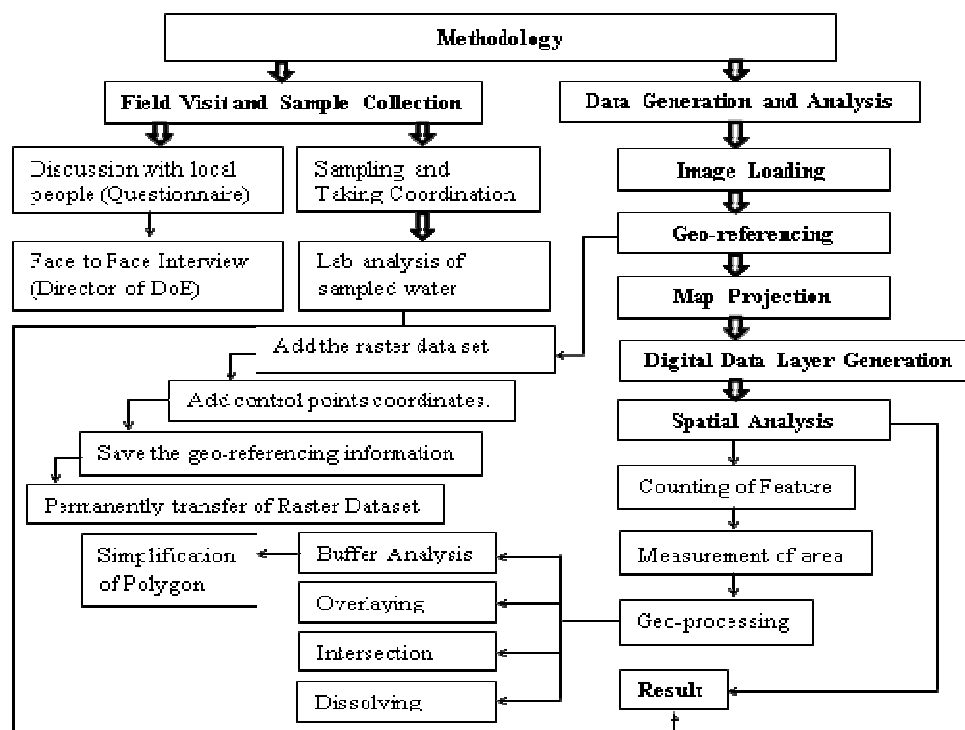 Methodology
Field Visit and Sample Collection
Data Generation and Analysis
Discussion with local
people (Questionnaire)
Sampling and
Taking Coordination
Image Loading
Geo-referencing
Face to Face Interview
(Director of DoE)
Lab analysis of
sampled water
Map Projection
Add the raster data set
Digital Data Layer Generation
Add control points coordinates.
Spatial Analysis
Save the geo-referencing information
Counting of Feature
Permanently transfer of Raster Dataset
Simplification
of Polygon
Buffer Analysis
Measurement of area
Overlaying
Geo-processing
Intersection
Dissolving
Result